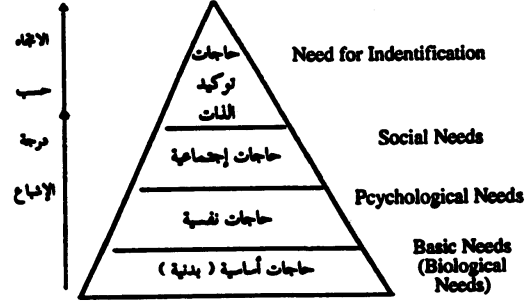 الاتجاه
حسب
درجة
الإشباع
حاجات
توكيد
الذات
Need for Indentification
حاجات إجتماعية
Social Needs
حاجات نفسية
Pcychological Needs
حاجات أساسية ( بدنية )
Basic Needs
(Biological
Needs)